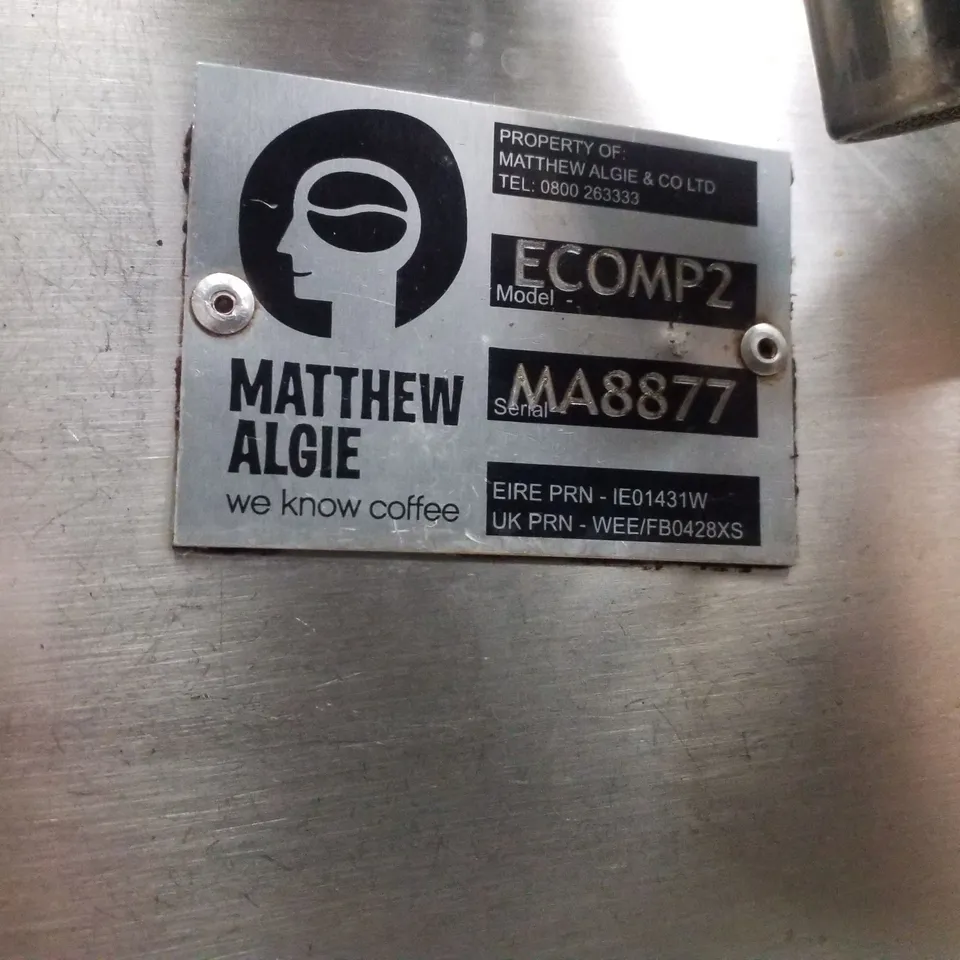 MATTHEW
ALGIE
we know coffee
PROPERTY OF:
MATTHEW ALGIE & CO LTD
TEL: 0800 263333
ECOMP2
Model -
MA8877
Serial-
EIRE PRN - IE01431W
UK PRN - WEE/FB0428XS